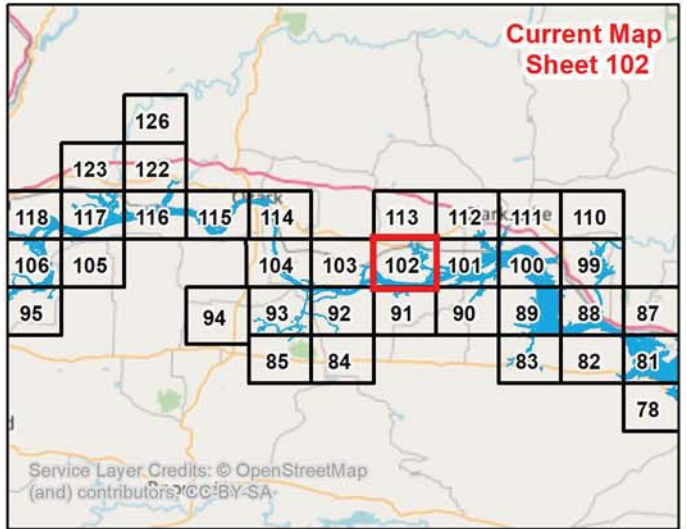 Current Map
Sheet 102
126
123 122
118 117 116 115 114 113 112 111 110
106 105 104 103 102 101 100 99
95 94 93 92 91 90 89 88 87
85 84 83 82 81
78
Service Layer Credits: © OpenStreetMap
(and) contributors, CC-BY-SA